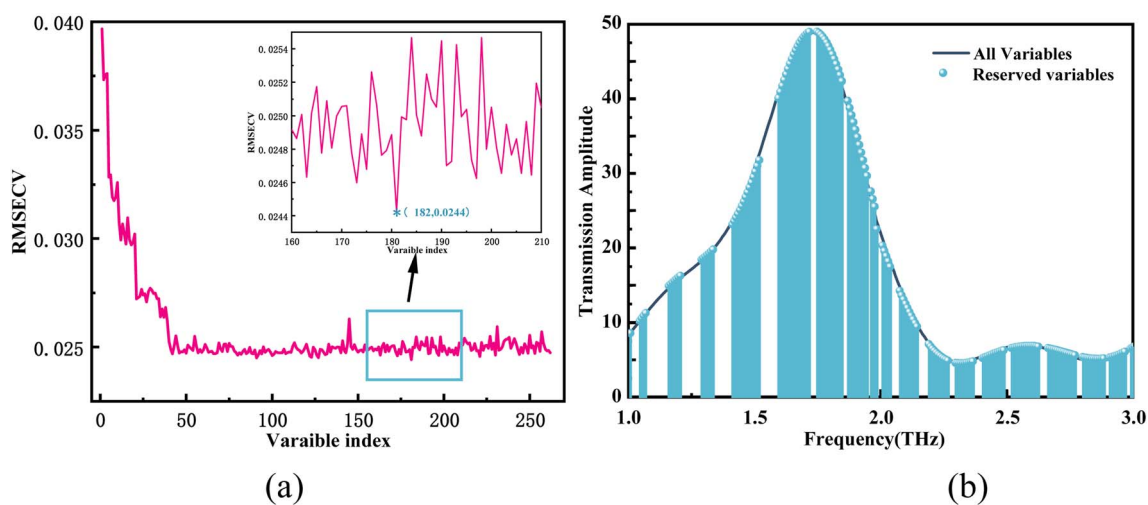 0.040
0.035
0.030
0.025
RMSECV
0 50 100 150 200 250
Varaible index
0.0254
0.0252
0.0250
0.0248
0.0246
0.0244
RMSECV
*( 182,0.0244)
160 170 180 190 200 210
Varaible index
(a)
50
40
30
20
10
0
Transmission Amplitude
All Variables
Reserved variables
1.0 1.5 2.0 2.5 3.0
Frequency(THz)
(b)